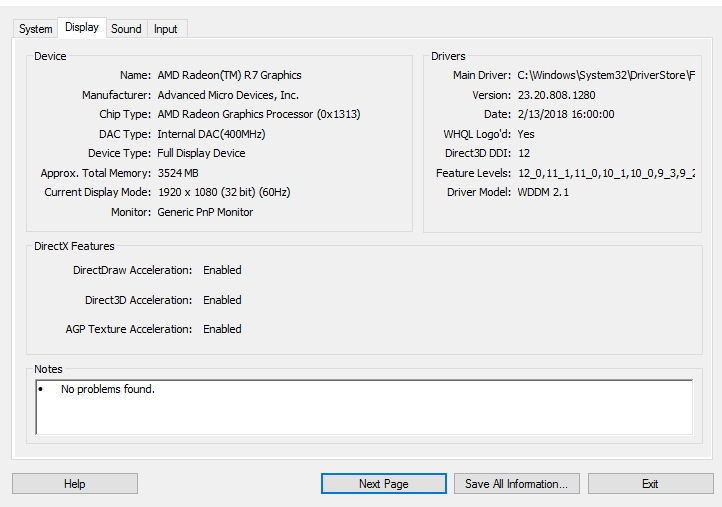 System Display Sound Input
Device
Name: AMD Radeon(TM) R7 Graphics
Manufacturer: Advanced Micro Devices, Inc.
Chip Type: AMD Radeon Graphics Processor (0x1313)
DAC Type: Internal DAC(400MHz)
Device Type: Full Display Device
Approx. Total Memory: 3524 MB
Current Display Mode: 1920 x 1080 (32 bit) (60Hz)
Monitor: Generic PnP Monitor
Drivers
Main Driver: C:\Windows\System32\DriverStore\F
Version: 23.20.808.1280
Date: 2/13/2018 16:00:00
WHQL Logo'd: Yes
Direct3D DDI: 12
Feature Levels: 12_0,11_1,11_0,10_1,10_0,9_3,9_2
Driver Model: WDDM 2.1
DirectX Features
DirectDraw Acceleration: Enabled
Direct3D Acceleration: Enabled
AGP Texture Acceleration: Enabled
Notes
• No problems found.
Help Next Page Save All Information... Exit